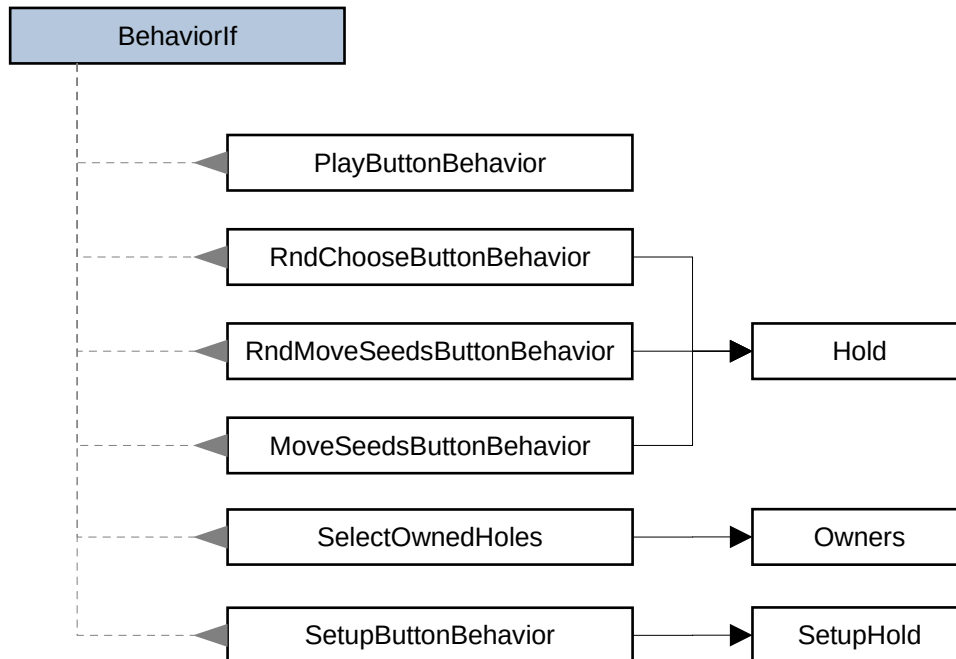 BehaviorIf
PlayButtonBehavior
RndChooseButtonBehavior
RndMoveSeedsButtonBehavior
Hold
MoveSeedsButtonBehavior
SelectOwnedHoles
Owners
SetupButtonBehavior
SetupHold